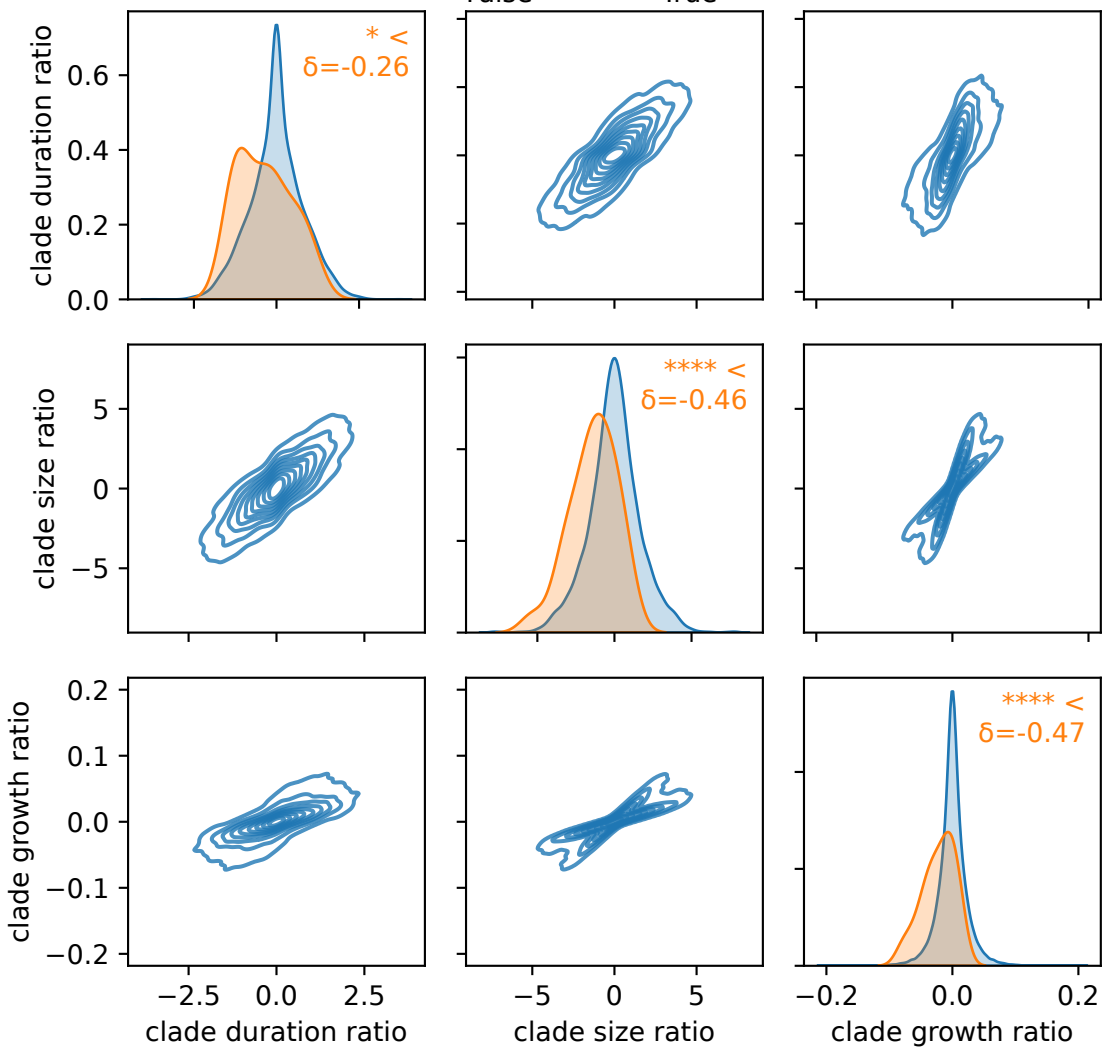 True
* <
δ=-0.26
clade duration ratio
0.6
0.4
0.2
0.0
**** <
δ=-0.46
clade size ratio
5
0
−5
**** <
δ=-0.47
clade growth ratio
0.2
0.1
0.0
−0.1
−0.2
−2.5 0.0 2.5
−5 0 5
−0.2 0.0 0.2
clade duration ratio
clade size ratio
clade growth ratio